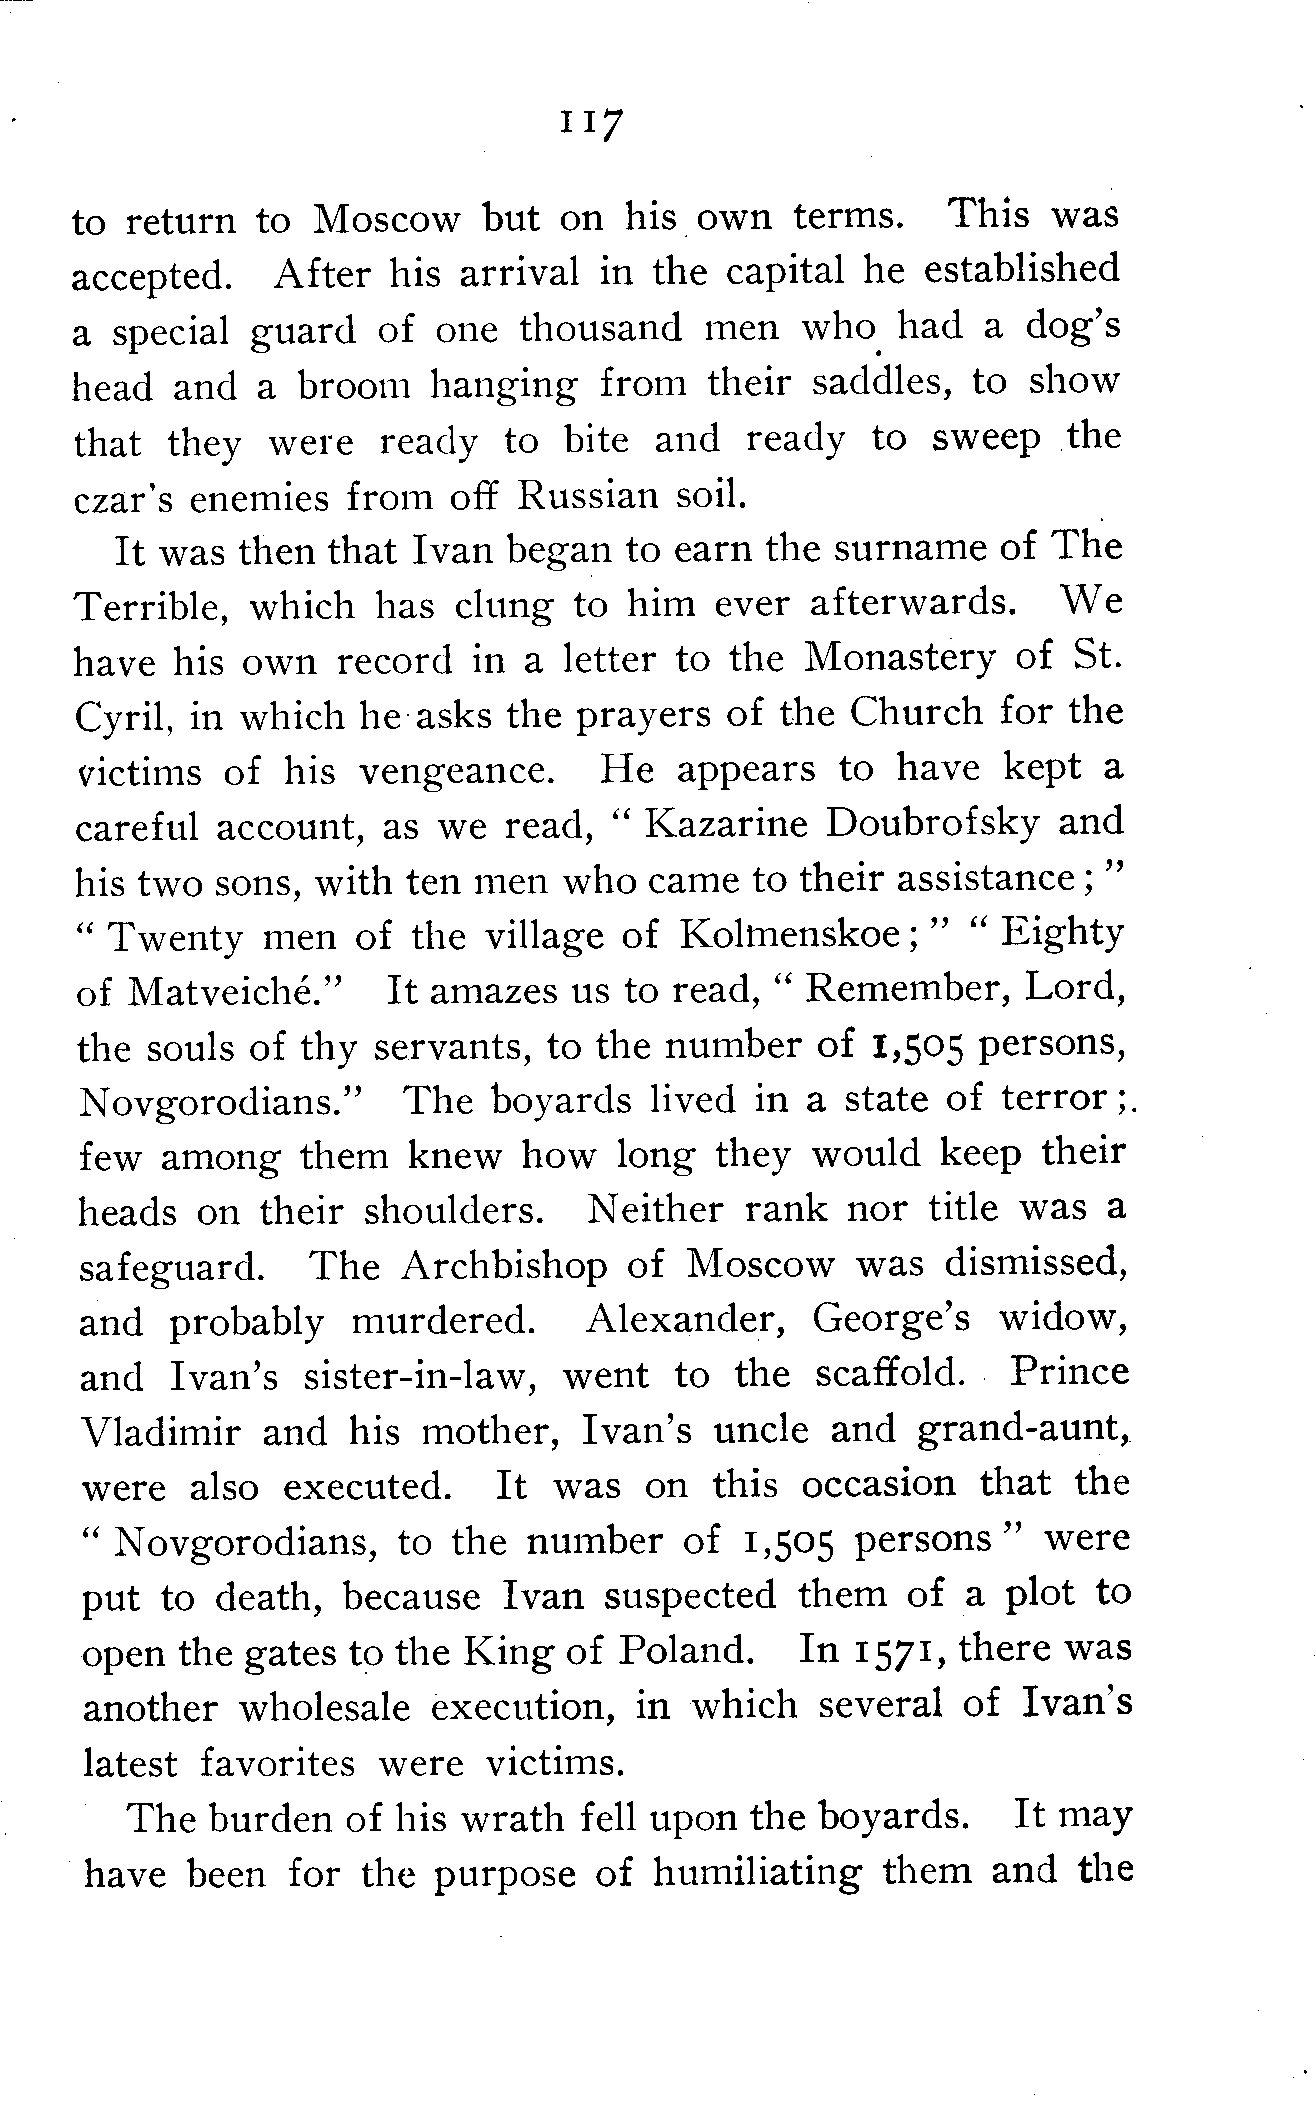 117
to return to Moscow but on his own terms. This was
accepted. After his arrival in the capital he established
a special guard of one thousand men who had a dog's
head and a broom hanging from their saddles, to show
that they were ready to bite and ready to sweep the
czar's enemies from off Russian soil.
It was then that Ivan began to earn the surname of The
Terrible, which has clung to him ever afterwards. We
have his own record in a letter to the Monastery of St.
Cyril, in which he asks the prayers of the Church for the
victims of his vengeance. He appears to have kept a
careful account, as we read, " Kazarine Doubrofsky and
his two sons, with ten men who came to their assistance ; "
" Twenty men of the village of Kolmenskoe ; " " Eighty
of Matveiché." It amazes us to read, " Remember, Lord,
the souls of thy servants, to the number of 1,505 persons,
Novgorodians." The boyards lived in a state of terror ;
few among them knew how long they would keep their
heads on their shoulders. Neither rank nor title was a
safeguard. The Archbishop of Moscow was dismissed,
and probably murdered. Alexander, George's widow,
and Ivan's sister-in-law, went to the scaffold. Prince
Vladimir and his mother, Ivan's uncle and grand-aunt,
were also executed. It was on this occasion that the
" Novgorodians, to the number of 1,505 persons " were
put to death, because Ivan suspected them of a plot to
open the gates to the King of Poland. In 1571, there was
another wholesale execution, in which several of Ivan's
latest favorites were victims.
The burden of his wrath fell upon the boyards. It may
have been for the purpose of humiliating them and the